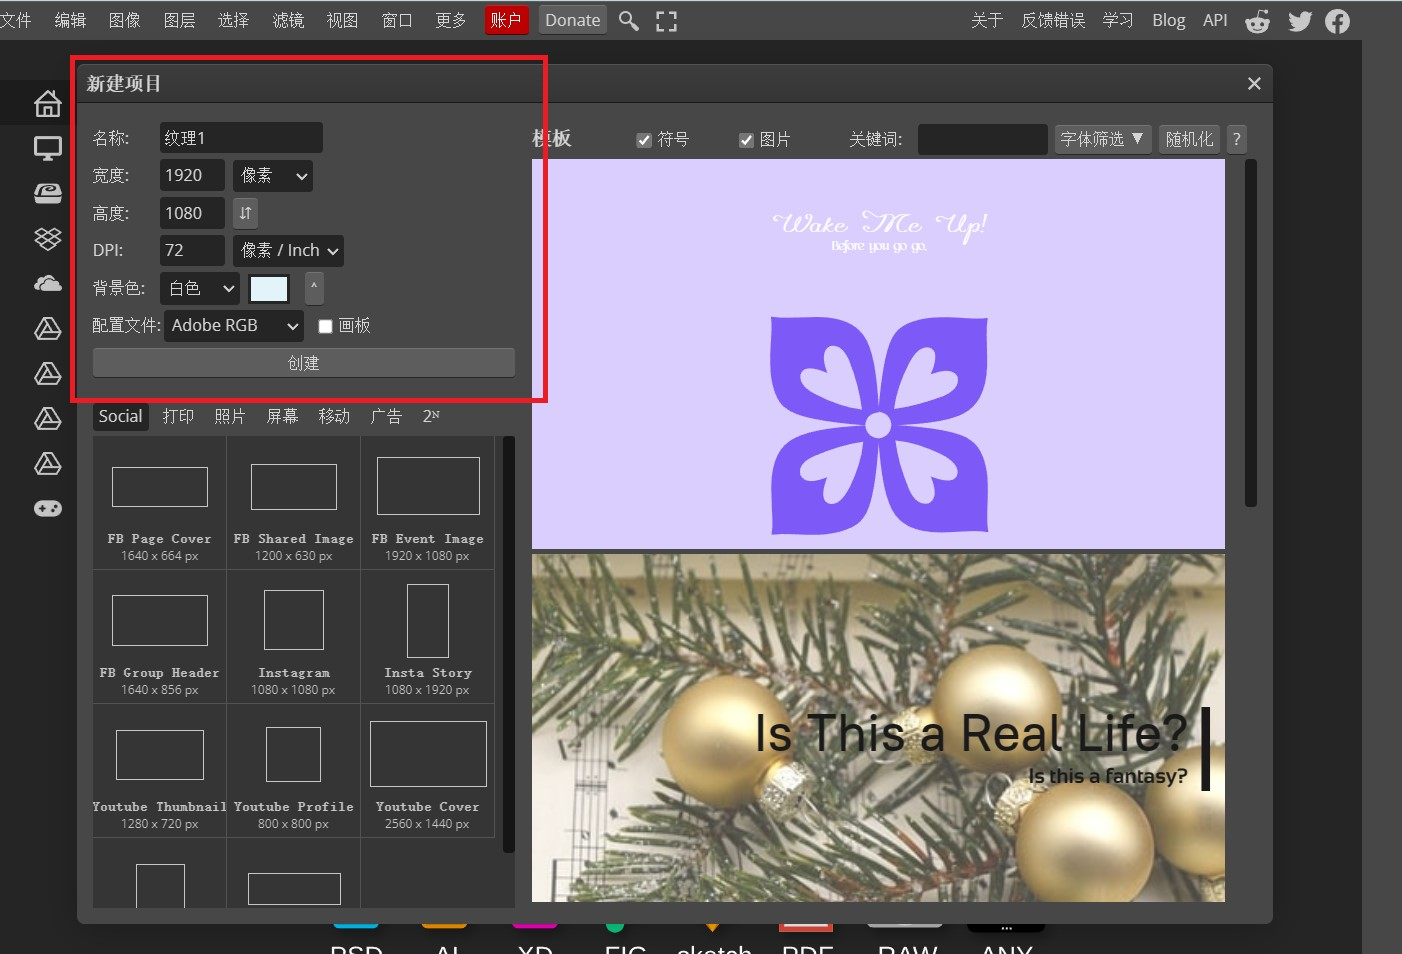 文件 编辑 图像 图层 选择 滤镜 视图 窗口 更多 账户 Donate 关于 反馈错误 学习 Blog API
新建项目
名称: 纹理1
宽度: 1920 像素
高度: 1080
DPI: 72 像素 / Inch
背景色: 白色 ^
配置文件: Adobe RGB 画板
创建
Social 打印 照片 屏幕 移动 广告 2ᴺ
FB Page Cover
1640 x 664 px
FB Shared Image
1200 x 630 px
FB Event Image
1920 x 1080 px
FB Group Header
1640 x 856 px
Instagram
1080 x 1080 px
Insta Story
1080 x 1920 px
Youtube Thumbnail
1280 x 720 px
Youtube Profile
800 x 800 px
Youtube Cover
2560 x 1440 px
模板 符号 图片 关键词: 字体筛选 ▼ 随机化 ?
Wake Me Up!
Before you go go.
Is This a Real Life?
Is this a fantasy?
PSD AI XD FIG sketch PDF RAW ANY